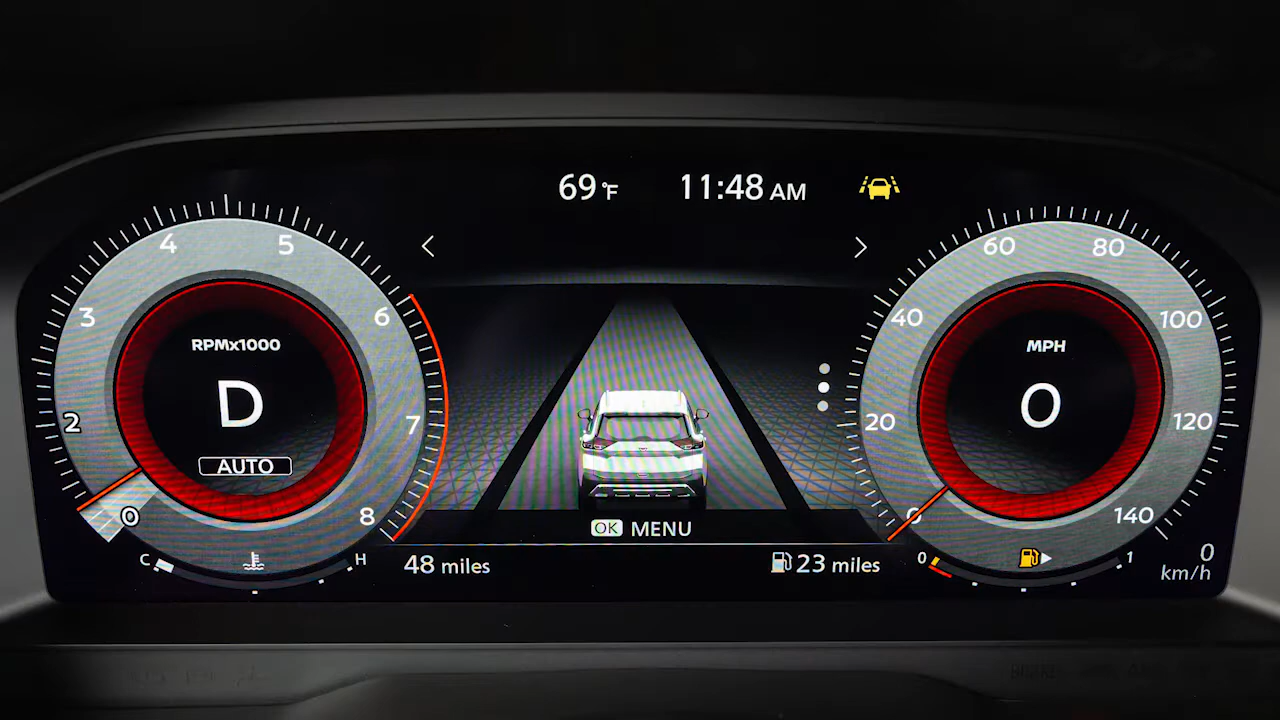 69°F 11:48 AM
4 5
3 6
2 7
0 8
RPMx1000
D
AUTO
C H
48 miles
OK MENU
23 miles
60 80
40 100
20 120
0 140
MPH
0
0 1
0
km/h